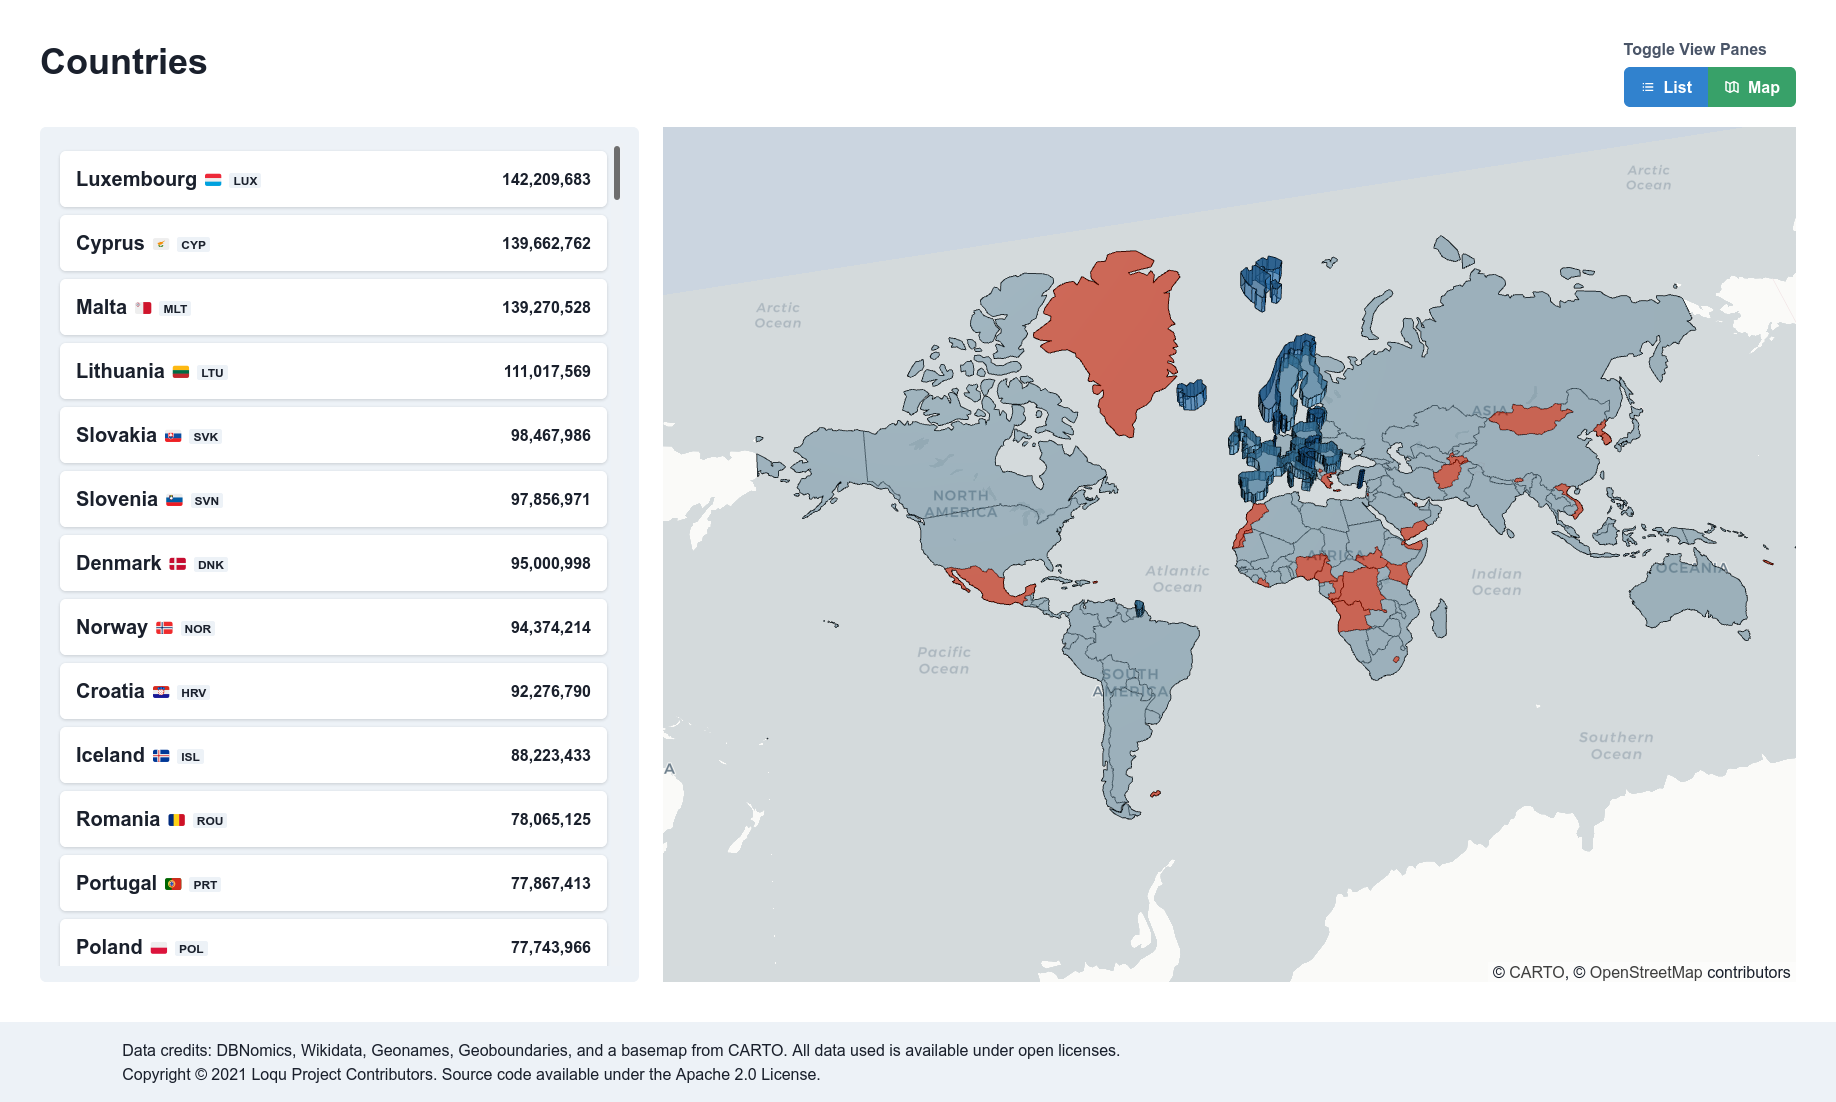 Countries
Toggle View Panes
List
Map
Luxembourg LUX 142,209,683
Cyprus CYP 139,662,762
Malta MLT 139,270,528
Lithuania LTU 111,017,569
Slovakia SVK 98,467,986
Slovenia SVN 97,856,971
Denmark DNK 95,000,998
Norway NOR 94,374,214
Croatia HRV 92,276,790
Iceland ISL 88,223,433
Romania ROU 78,065,125
Portugal PRT 77,867,413
Poland POL 77,743,966
Arctic
Ocean
Arctic
Ocean
ASIA
NORTH
AMERICA
AFRICA
Atlantic
Ocean
Indian
Ocean
OCEANIA
Pacific
Ocean
SOUTH
AMERICA
Southern
Ocean
A
© CARTO, © OpenStreetMap contributors
Data credits: DBNomics, Wikidata, Geonames, Geoboundaries, and a basemap from CARTO. All data used is available under open licenses.
Copyright © 2021 Loqu Project Contributors. Source code available under the Apache 2.0 License.